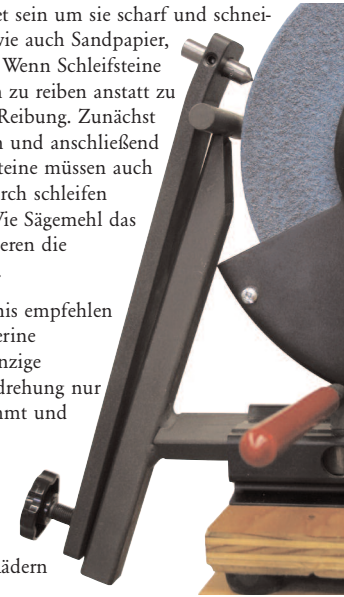 et sein um sie scharf und schnei-
wie auch Sandpapier,
Wenn Schleifsteine
zu reiben anstatt zu
Reibung. Zunächst
und anschließend
teine müssen auch
rch schleifen
Wie Sägemehl das
eren die
nis empfehlen
erine
nzige
drehung nur
mmt und
Rädern